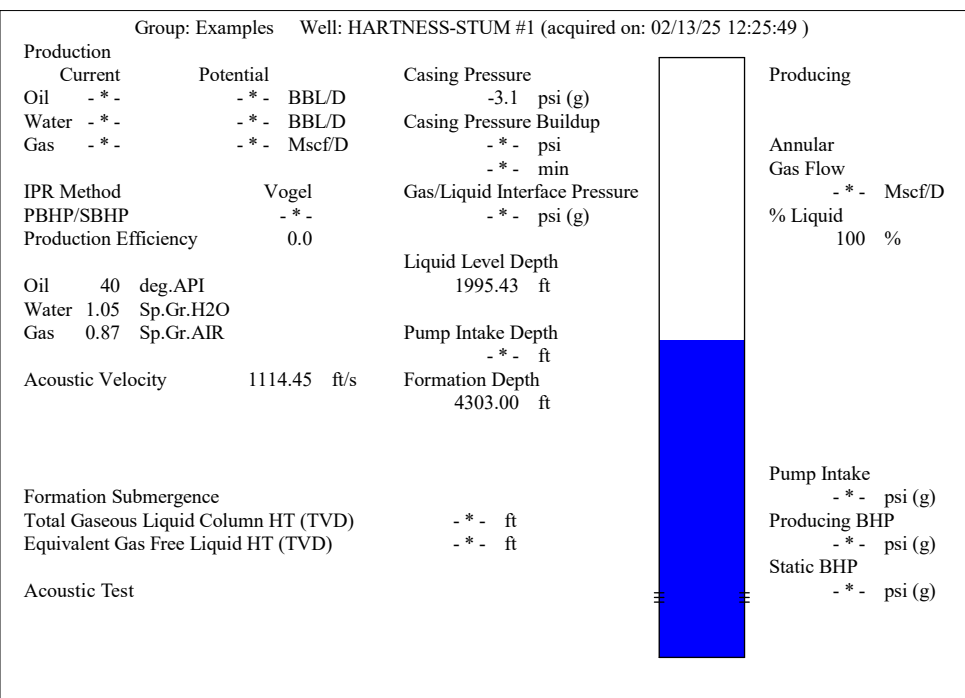 Group: Examples Well: HARTNESS-STUM #1 (acquired on: 02/13/25 12:25:49 )
Production
Current Potential
Oil - * - - * - BBL/D
Water - * - - * - BBL/D
Gas - * - - * - Mscf/D
IPR Method Vogel
PBHP/SBHP - * -
Production Efficiency 0.0
Oil 40 deg.API
Water 1.05 Sp.Gr.H2O
Gas 0.87 Sp.Gr.AIR
Acoustic Velocity 1114.45 ft/s
Formation Submergence
Total Gaseous Liquid Column HT (TVD) - * - ft
Equivalent Gas Free Liquid HT (TVD) - * - ft
Acoustic Test
Casing Pressure
-3.1 psi (g)
Casing Pressure Buildup
- * - psi
- * - min
Gas/Liquid Interface Pressure
- * - psi (g)
Liquid Level Depth
1995.43 ft
Pump Intake Depth
- * - ft
Formation Depth
4303.00 ft
Producing
Annular
Gas Flow
- * - Mscf/D
% Liquid
100 %
Pump Intake
- * - psi (g)
Producing BHP
- * - psi (g)
Static BHP
- * - psi (g)